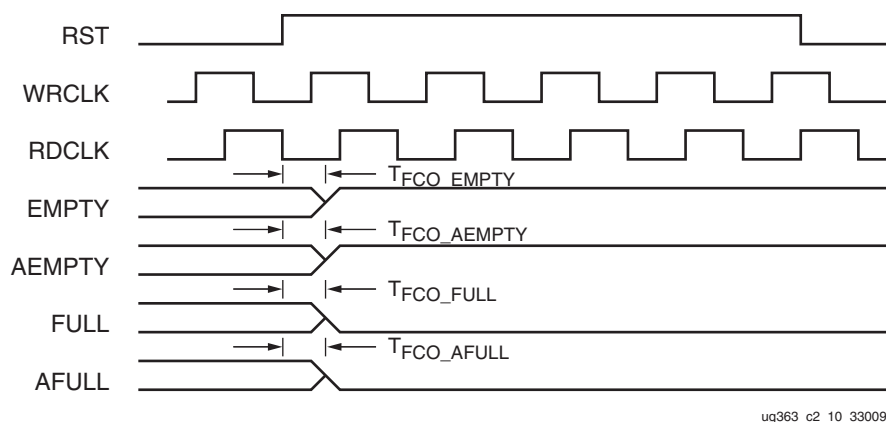 RST
WRCLK
RDCLK
TFCO_EMPTY
EMPTY
TFCO_AEMPTY
AEMPTY
TFCO_FULL
FULL
TFCO_AFULL
AFULL
ug363_c2_10_33009